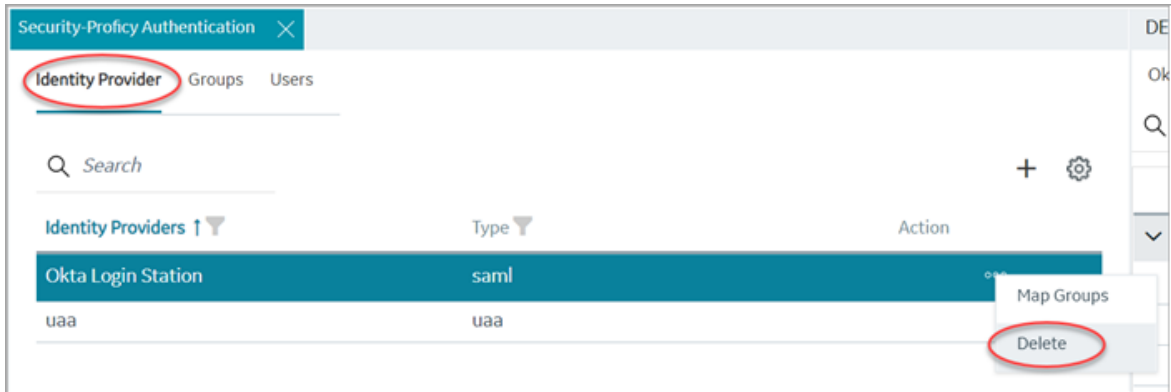 Security-Proficy Authentication
DE
Identity Provider Groups Users
Ok
Search
Identity Providers Type Action
Okta Login Station saml
Map Groups
uaa uaa
Delete